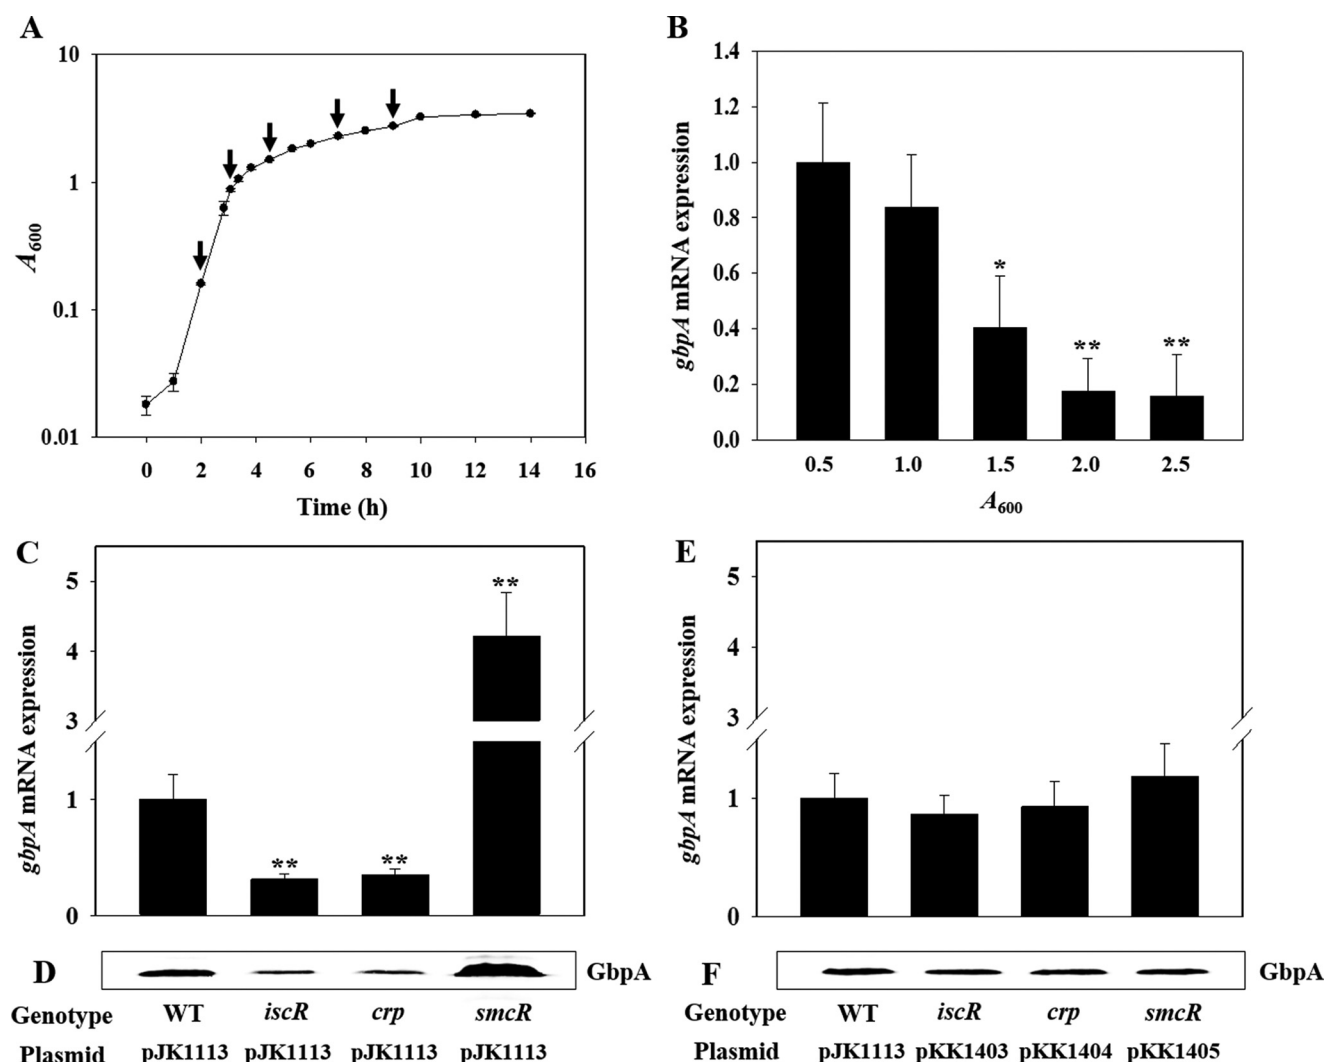 A
10
1
0.1
0.01
A600
0 2 4 6 8 10 12 14 16
Time (h)
B
1.4
1.2
1.0
0.8
0.6
0.4
0.2
0.0
gbpA mRNA expression
*
**
**
0.5 1.0 1.5 2.0 2.5
A600
C
5
4
3
1
0
gbpA mRNA expression
**
**
**
D
GbpA
Genotype WT iscR crp smcR
Plasmid pJK1113 pJK1113 pJK1113 pJK1113
E
5
4
3
1
0
gbpA mRNA expression
F
GbpA
Genotype WT iscR crp smcR
Plasmid pJK1113 pKK1403 pKK1404 pKK1405